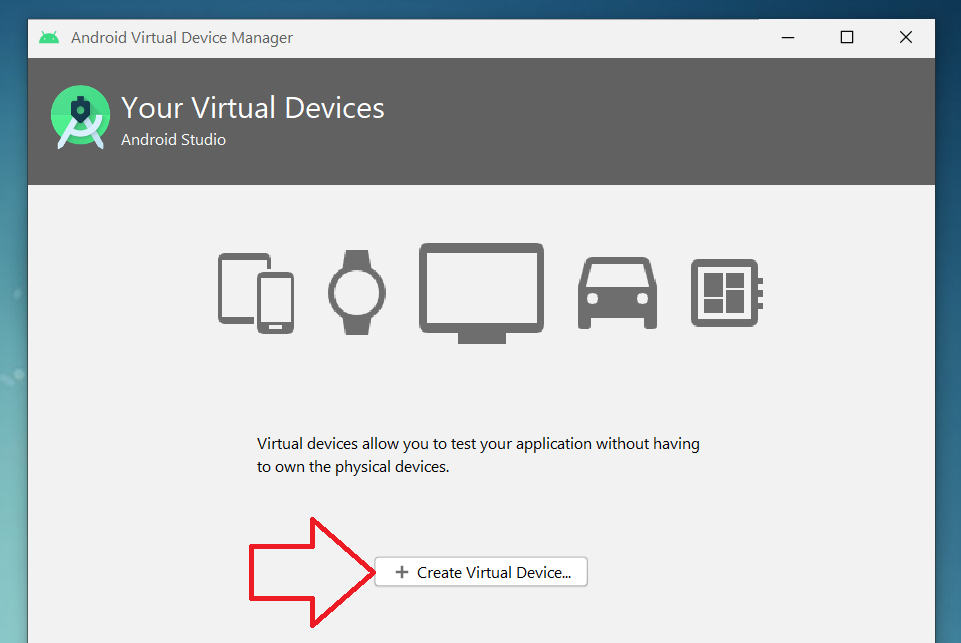 Android Virtual Device Manager
Your Virtual Devices
Android Studio
Virtual devices allow you to test your application without having
to own the physical devices.
+ Create Virtual Device...